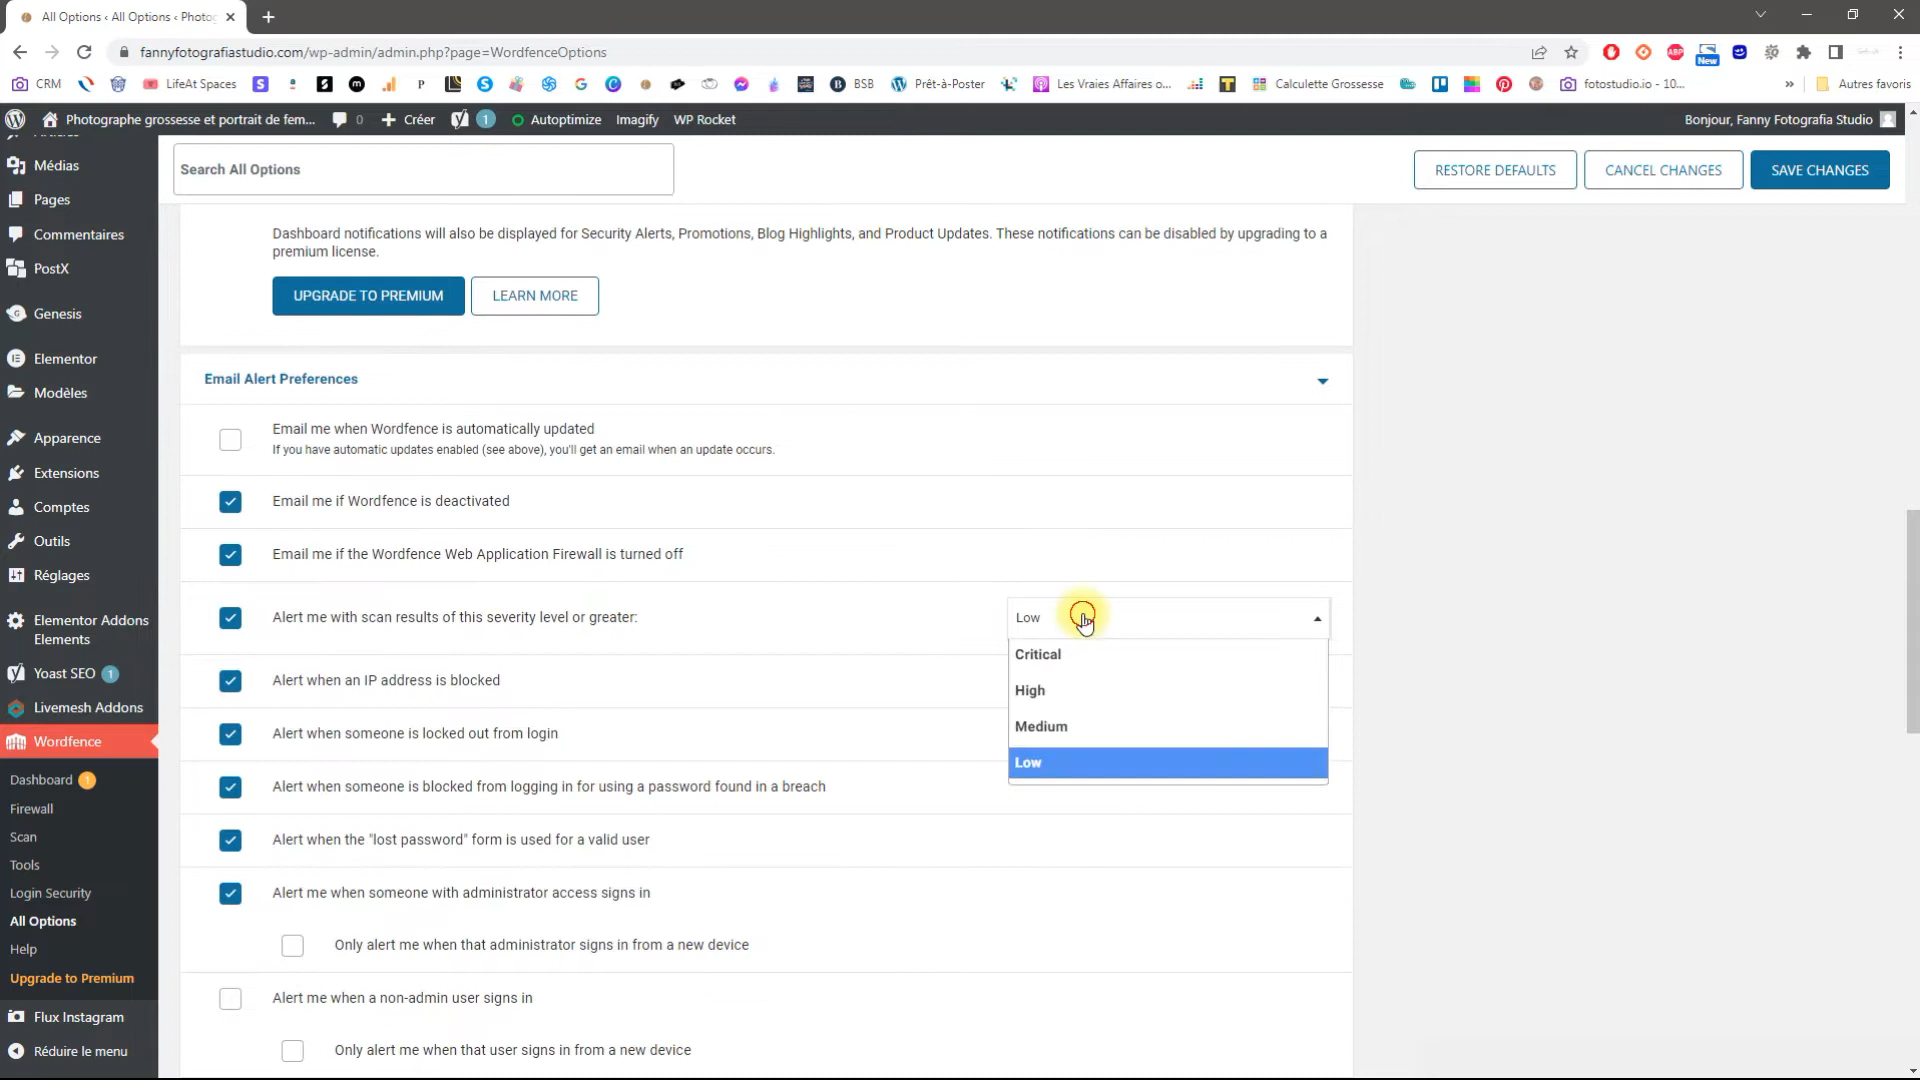 All Options ‹ All Options ‹ Photog
fannyfotografiastudio.com/wp-admin/admin.php?page=WordfenceOptions
New
CRM
LifeAt Spaces
BSB
Prêt-à-Poster
Les Vraies Affaires o...
Calculette Grossesse
fotostudio.io - 10...
»
Autres favoris
Photographe grossesse et portrait de fem...
0
Créer
1
Autoptimize
Imagify
WP Rocket
Bonjour, Fanny Fotografia Studio
Médias
Pages
Commentaires
PostX
Genesis
Elementor
Modèles
Apparence
Extensions
Comptes
Outils
Réglages
Elementor Addons
Elements
Yoast SEO 1
Livemesh Addons
Wordfence
Dashboard 1
Firewall
Scan
Tools
Login Security
All Options
Help
Upgrade to Premium
Flux Instagram
Réduire le menu
Search All Options
RESTORE DEFAULTS
CANCEL CHANGES
SAVE CHANGES
Dashboard notifications will also be displayed for Security Alerts, Promotions, Blog Highlights, and Product Updates. These notifications can be disabled by upgrading to a
premium license.
UPGRADE TO PREMIUM
LEARN MORE
Email Alert Preferences
Email me when Wordfence is automatically updated
If you have automatic updates enabled (see above), you'll get an email when an update occurs.
Email me if Wordfence is deactivated
Email me if the Wordfence Web Application Firewall is turned off
Alert me with scan results of this severity level or greater:
Low
Critical
High
Medium
Low
Alert when an IP address is blocked
Alert when someone is locked out from login
Alert when someone is blocked from logging in for using a password found in a breach
Alert when the "lost password" form is used for a valid user
Alert me when someone with administrator access signs in
Only alert me when that administrator signs in from a new device
Alert me when a non-admin user signs in
Only alert me when that user signs in from a new device